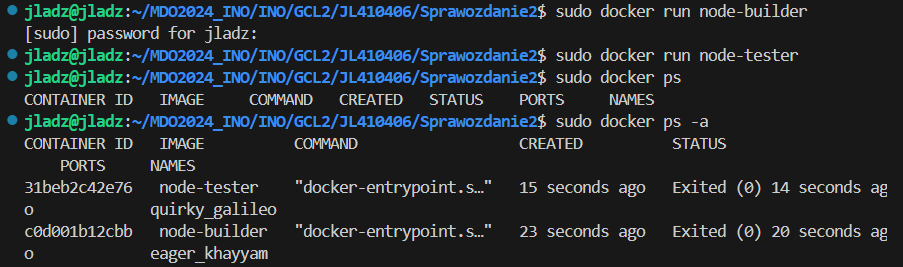 jladz@jladz:~/MDO2024_INO/INO/GCL2/JL410406/Sprawozdanie2$ sudo docker run node-builder
[sudo] password for jladz:
jladz@jladz:~/MDO2024_INO/INO/GCL2/JL410406/Sprawozdanie2$ sudo docker run node-tester
jladz@jladz:~/MDO2024_INO/INO/GCL2/JL410406/Sprawozdanie2$ sudo docker ps
CONTAINER ID   IMAGE     COMMAND   CREATED   STATUS    PORTS     NAMES
jladz@jladz:~/MDO2024_INO/INO/GCL2/JL410406/Sprawozdanie2$ sudo docker ps -a
CONTAINER ID   IMAGE          COMMAND                  CREATED          STATUS
    PORTS     NAMES
31beb2c42e76   node-tester    "docker-entrypoint.s…"   15 seconds ago   Exited (0) 14 seconds ag
o             quirky_galileo
c0d001b12cbb   node-builder   "docker-entrypoint.s…"   23 seconds ago   Exited (0) 20 seconds ag
o             eager_khayyam